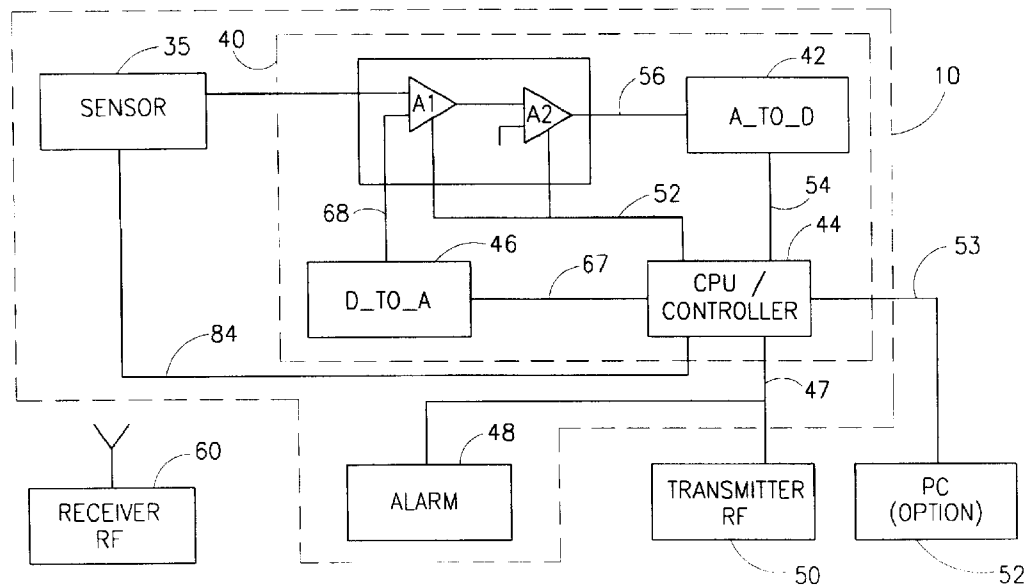 35
40
42
10
SENSOR
A1
A2
56
A_TO_D
68
52
54
46
44
53
D_TO_A
67
CPU /
CONTROLLER
84
47
48
60
RECEIVER
RF
ALARM
TRANSMITTER
RF
PC
(OPTION)
50
52